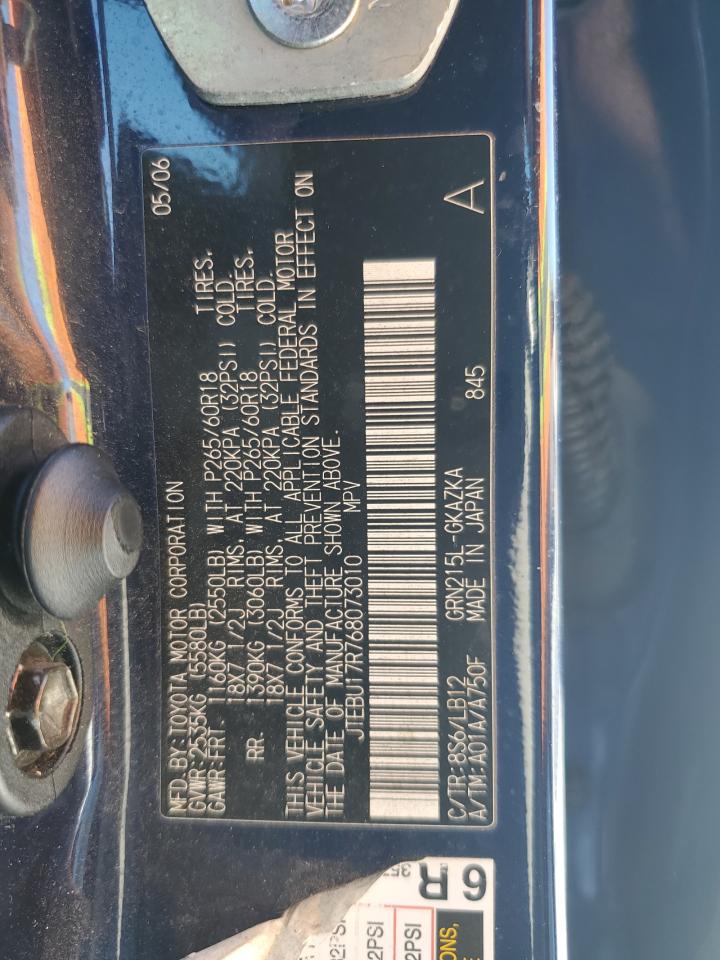 MFD.BY:TOYOTA MOTOR CORPORATION 05/06
GVWR:2535KG (5580LB)
GAWR:FRT. 1160KG (2550LB) WITH P265/60R18 TIRES.
18X7 1/2J RIMS. AT 220KPA (32PSI) COLD.
RR. 1390KG (3060LB) WITH P265/60R18 TIRES.
18X7 1/2J RIMS. AT 220KPA (32PSI) COLD.
THIS VEHICLE CONFORMS TO ALL APPLICABLE FEDERAL MOTOR
VEHICLE SAFETY AND THEFT PREVENTION STANDARDS IN EFFECT ON
THE DATE OF MANUFACTURE SHOWN ABOVE.
JTEBU17R768073010 MPV
C/TR:8S6/LB12 GRN215L-GKAZKA 845 A
A/TM:A01A/A750F MADE IN JAPAN
2PSI
2PSI
6R
ONS,